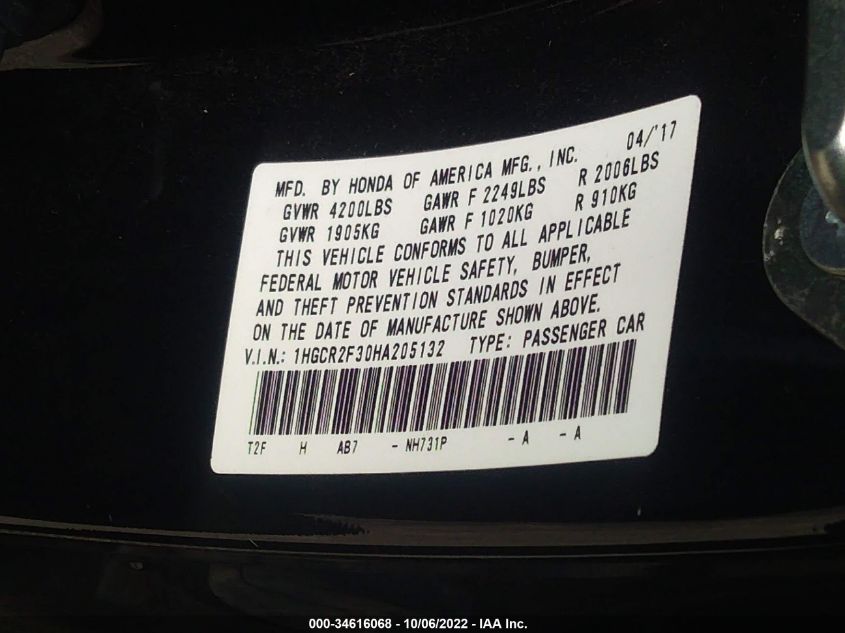 MFD. BY HONDA OF AMERICA MFG., INC. 04/'17
GVWR 4200LBS GAWR F 2249LBS R 2006LBS
GVWR 1905KG GAWR F 1020KG R 910KG
THIS VEHICLE CONFORMS TO ALL APPLICABLE
FEDERAL MOTOR VEHICLE SAFETY, BUMPER,
AND THEFT PREVENTION STANDARDS IN EFFECT
ON THE DATE OF MANUFACTURE SHOWN ABOVE.
V.I.N.: 1HGCR2F30HA205132 TYPE: PASSENGER CAR
T2F H AB7 - NH731P - A - A
000-34616068 - 10/06/2022 - IAA Inc.